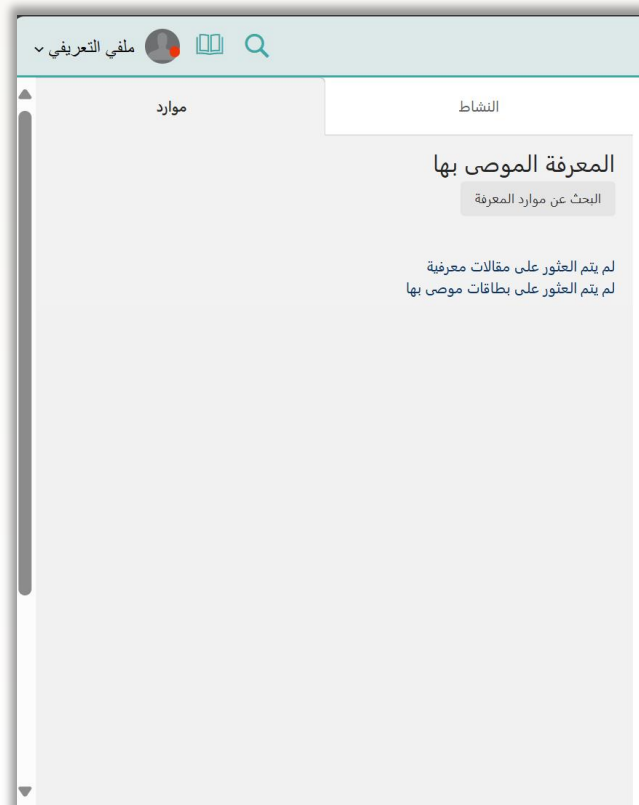 ملفي التعريفي
النشاط
موارد
المعرفة الموصى بها
البحث عن موارد المعرفة
لم يتم العثور على مقالات معرفية
لم يتم العثور على بطاقات موصى بها